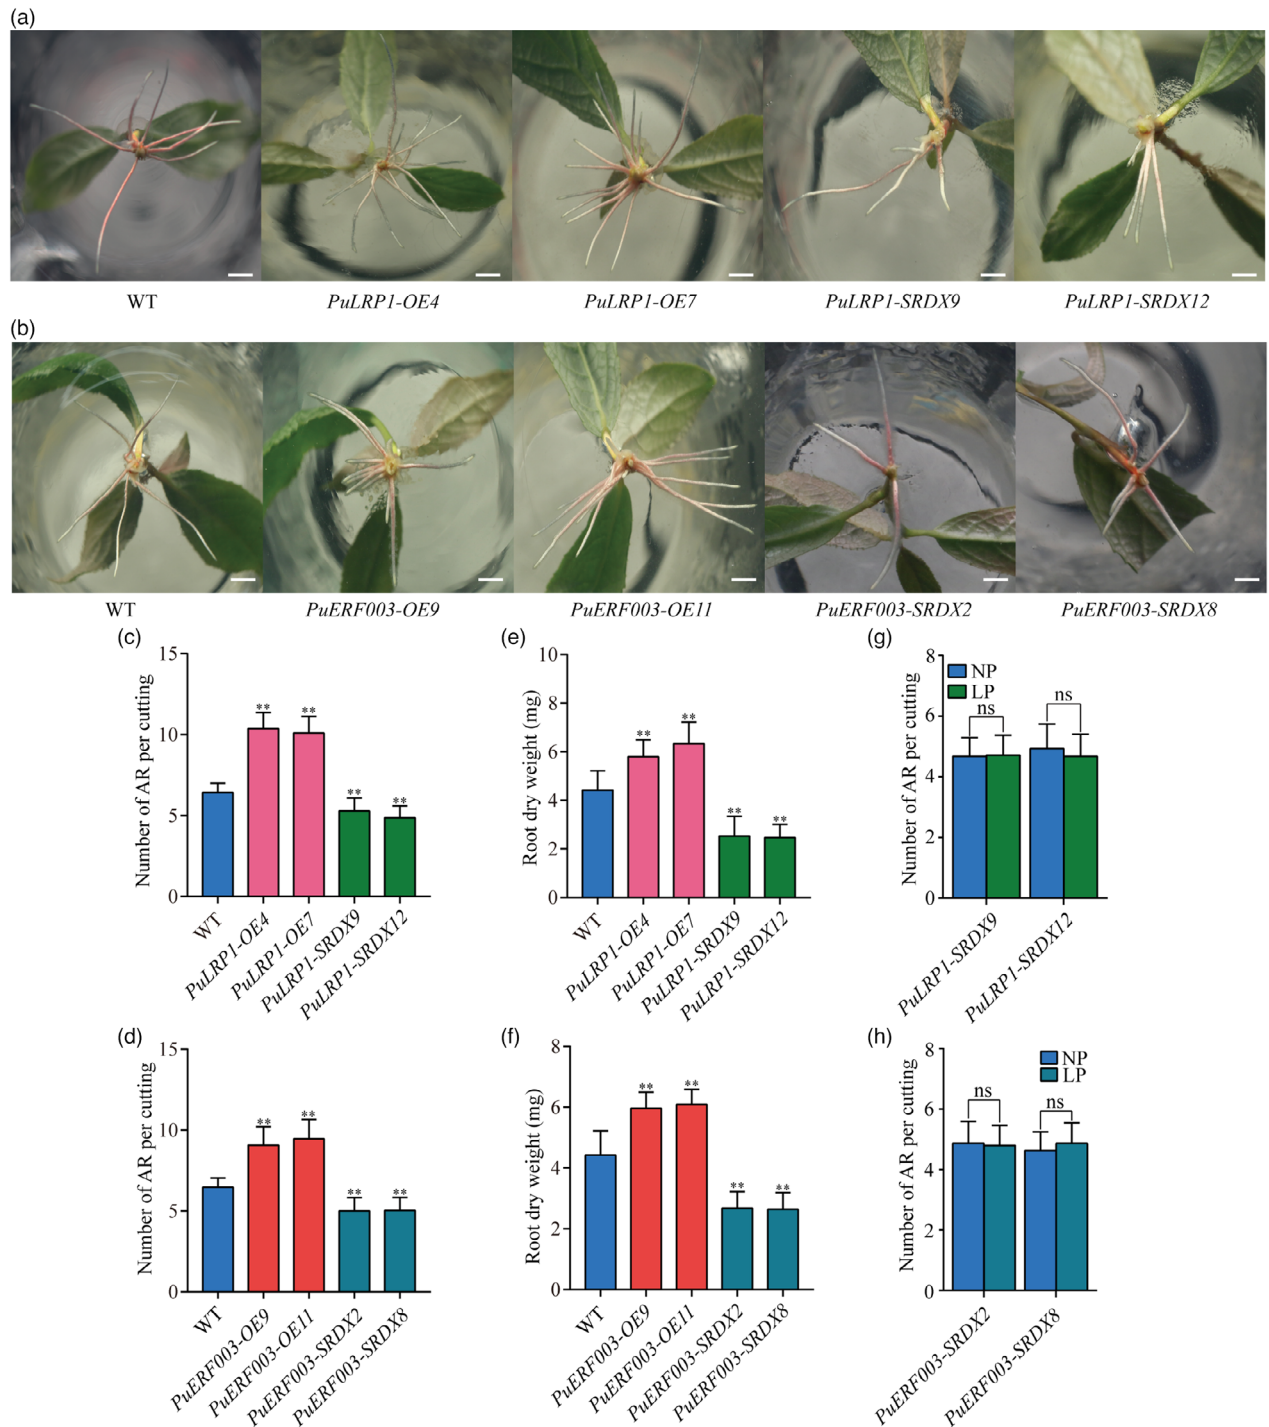 (a)
WT PuLRP1-OE4 PuLRP1-OE7 PuLRP1-SRDX9 PuLRP1-SRDX12
(b)
WT PuERF003-OE9 PuERF003-OE11 PuERF003-SRDX2 PuERF003-SRDX8
(c)
Number of AR per cutting
15
10
5
0
** ** ** **
WT PuLRP1-OE4 PuLRP1-OE7 PuLRP1-SRDX9 PuLRP1-SRDX12
(e)
Root dry weight (mg)
10
8
6
4
2
0
** ** ** **
WT PuLRP1-OE4 PuLRP1-OE7 PuLRP1-SRDX9 PuLRP1-SRDX12
(g)
Number of AR per cutting
8
6
4
2
0
NP
LP
ns ns
PuLRP1-SRDX9 PuLRP1-SRDX12
(d)
Number of AR per cutting
15
10
5
0
** ** ** **
WT PuERF003-OE9 PuERF003-OE11 PuERF003-SRDX2 PuERF003-SRDX8
(f)
Root dry weight (mg)
8
6
4
2
0
** ** ** **
WT PuERF003-OE9 PuERF003-OE11 PuERF003-SRDX2 PuERF003-SRDX8
(h)
Number of AR per cutting
8
6
4
2
0
NP
LP
ns ns
PuERF003-SRDX2 PuERF003-SRDX8